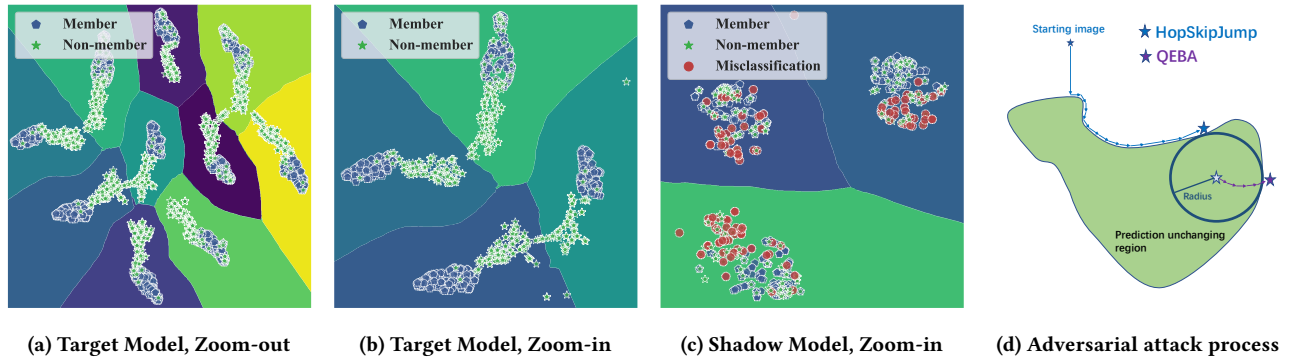 Member
Non-member
Member
Non-member
Member
Non-member
Misclassification
Starting image
HopSkipJump
QEBA
Radius
Prediction unchanging
region
(a) Target Model, Zoom-out
(b) Target Model, Zoom-in
(c) Shadow Model, Zoom-in
(d) Adversarial attack process